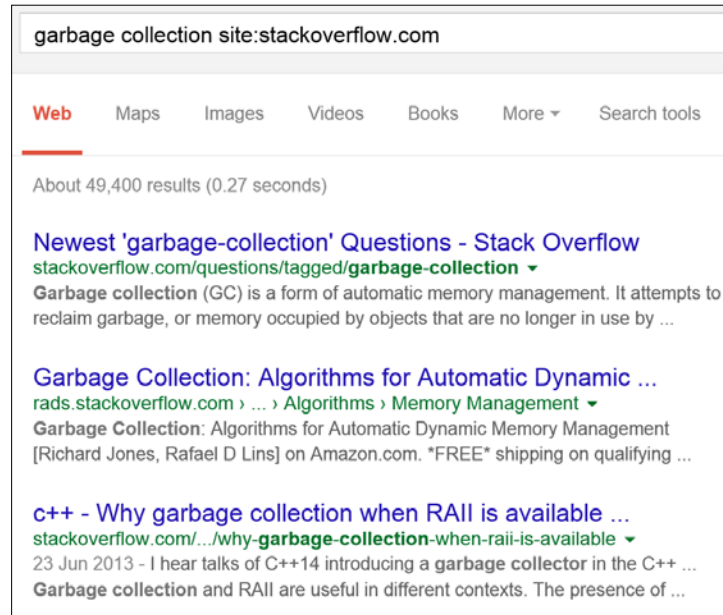 garbage collection site:stackoverflow.com
Web Maps Images Videos Books More Search tools
About 49,400 results (0.27 seconds)
Newest 'garbage-collection' Questions - Stack Overflow
stackoverflow.com/questions/tagged/garbage-collection
Garbage collection (GC) is a form of automatic memory management. It attempts to
reclaim garbage, or memory occupied by objects that are no longer in use by ...
Garbage Collection: Algorithms for Automatic Dynamic ...
rads.stackoverflow.com › ... › Algorithms › Memory Management
Garbage Collection: Algorithms for Automatic Dynamic Memory Management
[Richard Jones, Rafael D Lins] on Amazon.com. *FREE* shipping on qualifying ...
c++ - Why garbage collection when RAII is available ...
stackoverflow.com/.../why-garbage-collection-when-raii-is-available
23 Jun 2013 - I hear talks of C++14 introducing a garbage collector in the C++ ...
Garbage collection and RAII are useful in different contexts. The presence of ...